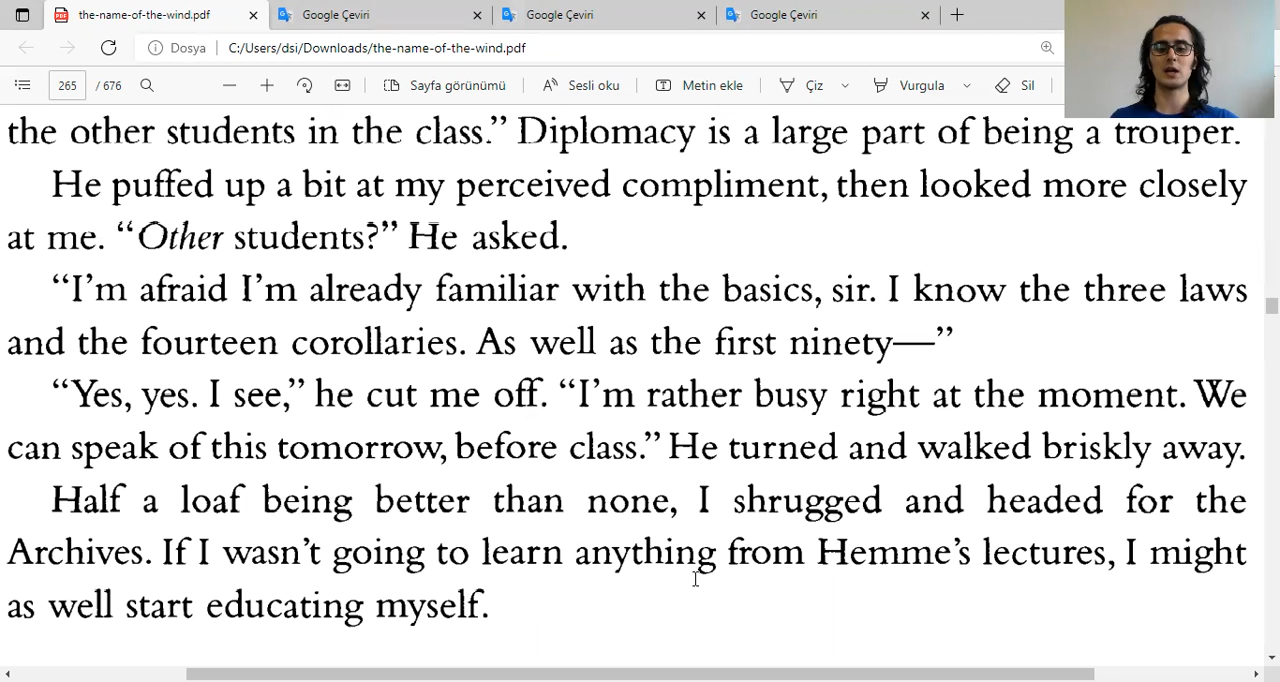 the-name-of-the-wind.pdf
Google Çeviri
Google Çeviri
Google Çeviri
Dosya C:/Users/dsi/Downloads/the-name-of-the-wind.pdf
265 / 676 Sayfa görünümü Sesli oku Metin ekle Çiz Vurgula Sil
the other students in the class.” Diplomacy is a large part of being a trouper.
He puffed up a bit at my perceived compliment, then looked more closely
at me. “Other students?” He asked.
“I’m afraid I’m already familiar with the basics, sir. I know the three laws
and the fourteen corollaries. As well as the first ninety—”
“Yes, yes. I see,” he cut me off. “I’m rather busy right at the moment. We
can speak of this tomorrow, before class.” He turned and walked briskly away.
Half a loaf being better than none, I shrugged and headed for the
Archives. If I wasn’t going to learn anything from Hemme’s lectures, I might
as well start educating myself.